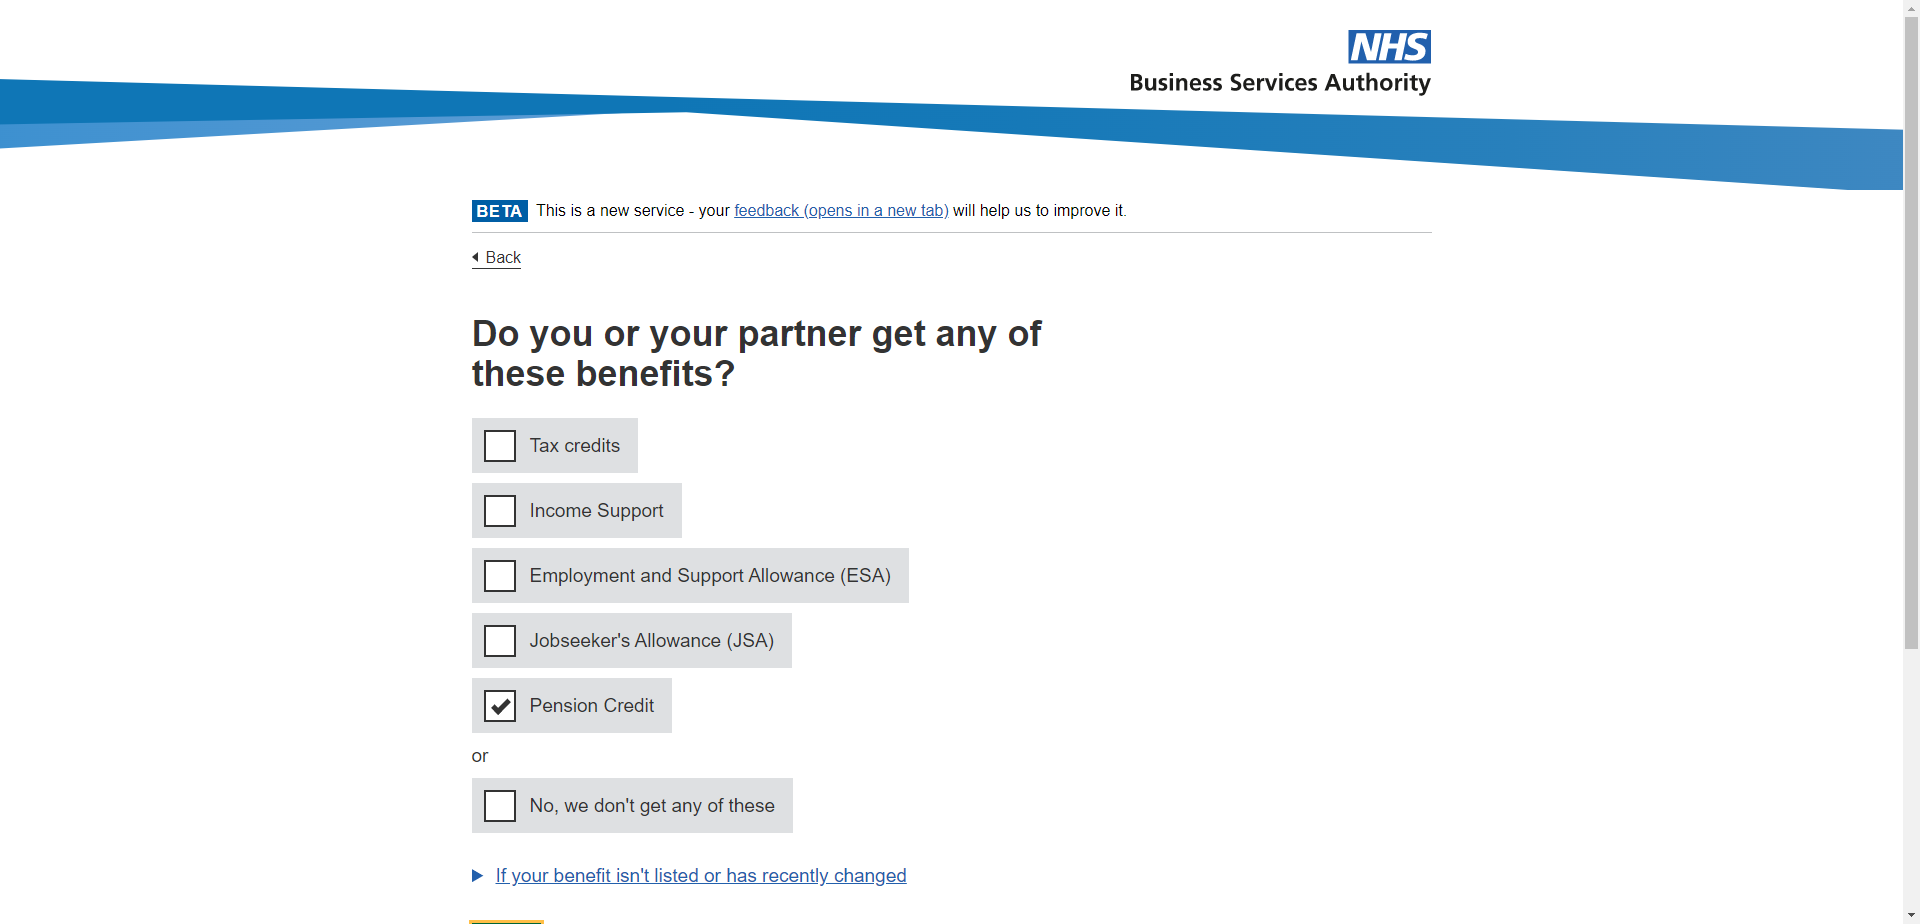 NHS
Business Services Authority
BETA This is a new service - your feedback (opens in a new tab) will help us to improve it.
Back
Do you or your partner get any of
these benefits?
Tax credits
Income Support
Employment and Support Allowance (ESA)
Jobseeker's Allowance (JSA)
Pension Credit
or
No, we don't get any of these
If your benefit isn't listed or has recently changed